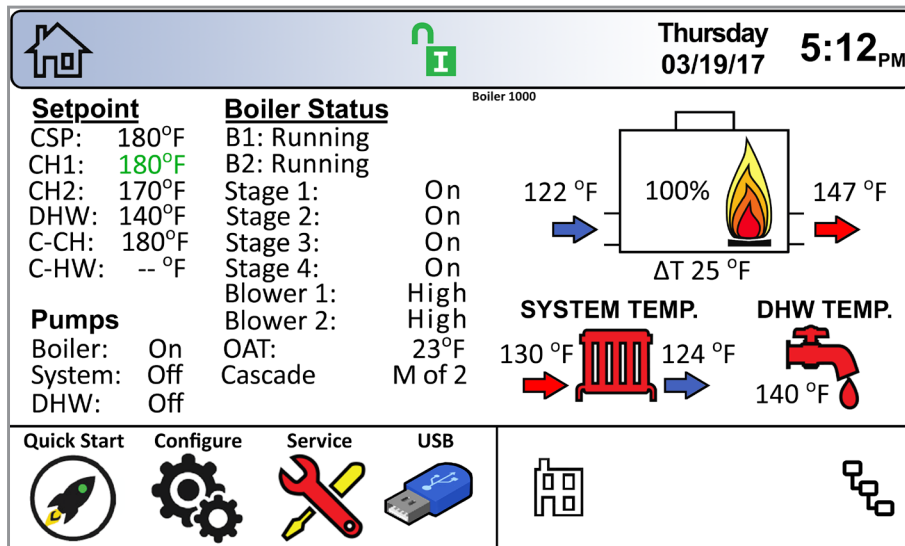 Thursday
03/19/17
5:12 PM
I
Boiler 1000
Setpoint
CSP: 180°F
CH1: 180°F
CH2: 170°F
DHW: 140°F
C-CH: 180°F
C-HW: -- °F
Pumps
Boiler: On
System: Off
DHW: Off
Boiler Status
B1: Running
B2: Running
Stage 1: On
Stage 2: On
Stage 3: On
Stage 4: On
Blower 1: High
Blower 2: High
OAT: 23°F
Cascade M of 2
122 °F
100%
147 °F
ΔT 25 °F
SYSTEM TEMP.
130 °F
124 °F
DHW TEMP.
140 °F
Quick Start
Configure
Service
USB